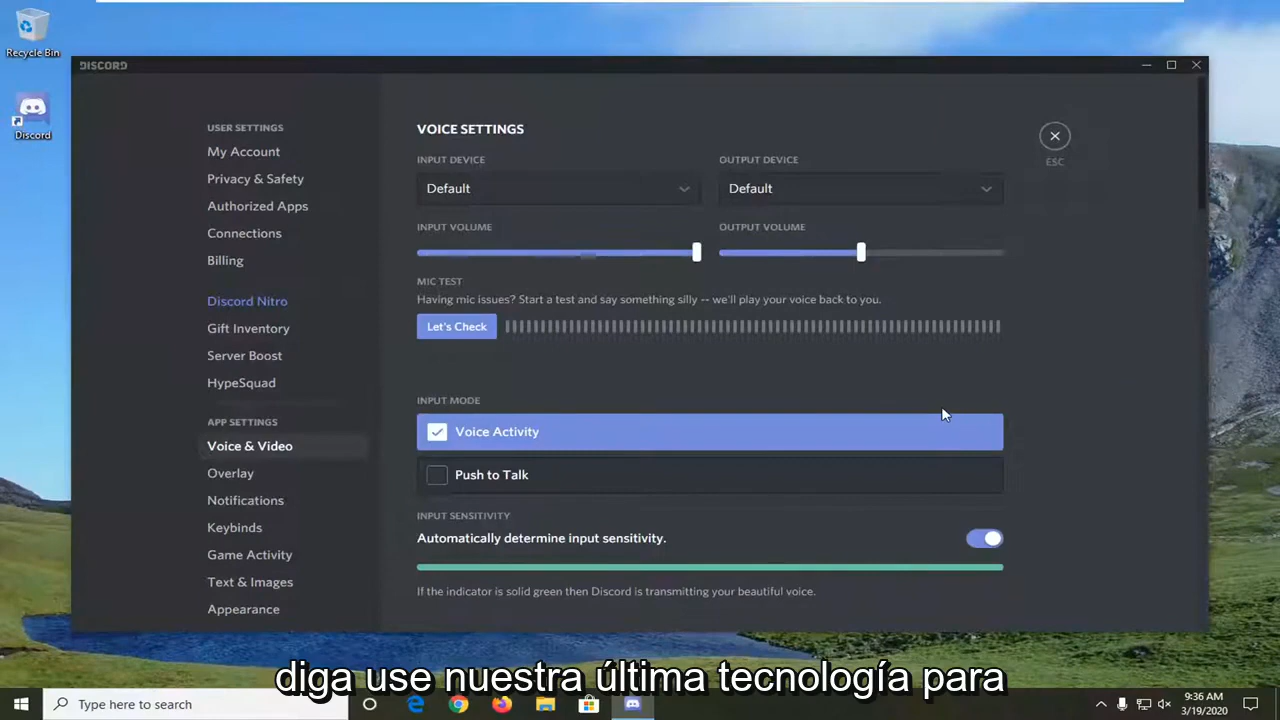 Recycle Bin
Discord
DISCORD
USER SETTINGS
My Account
Privacy & Safety
Authorized Apps
Connections
Billing
Discord Nitro
Gift Inventory
Server Boost
HypeSquad
APP SETTINGS
Voice & Video
Overlay
Notifications
Keybinds
Game Activity
Text & Images
Appearance
VOICE SETTINGS
ESC
INPUT DEVICE OUTPUT DEVICE
Default Default
INPUT VOLUME OUTPUT VOLUME
MIC TEST
Having mic issues? Start a test and say something silly -- we'll play your voice back to you.
Let's Check
INPUT MODE
Voice Activity
Push to Talk
INPUT SENSITIVITY
Automatically determine input sensitivity.
If the indicator is solid green then Discord is transmitting your beautiful voice.
diga use nuestra última tecnología para
Type here to search
9:36 AM
3/19/2020